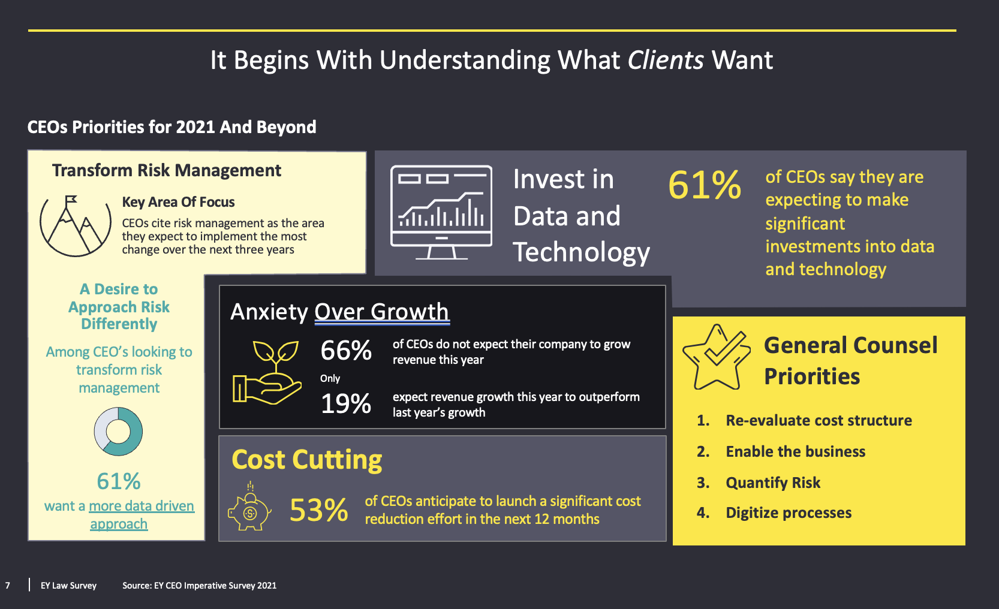 It Begins With Understanding What Clients Want
CEOs Priorities for 2021 And Beyond
Transform Risk Management
Key Area Of Focus
CEOs cite risk management as the area
they expect to implement the most
change over the next three years
A Desire to
Approach Risk
Differently
Among CEO’s looking to
transform risk
management
61%
want a more data driven
approach
Invest in
Data and
Technology
61%
of CEOs say they are
expecting to make
significant
investments into data
and technology
Anxiety Over Growth
66%
of CEOs do not expect their company to grow
revenue this year
Only
19%
expect revenue growth this year to outperform
last year’s growth
Cost Cutting
53%
of CEOs anticipate to launch a significant cost
reduction effort in the next 12 months
General Counsel
Priorities
1. Re-evaluate cost structure
2. Enable the business
3. Quantify Risk
4. Digitize processes
7 EY Law Survey Source: EY CEO Imperative Survey 2021